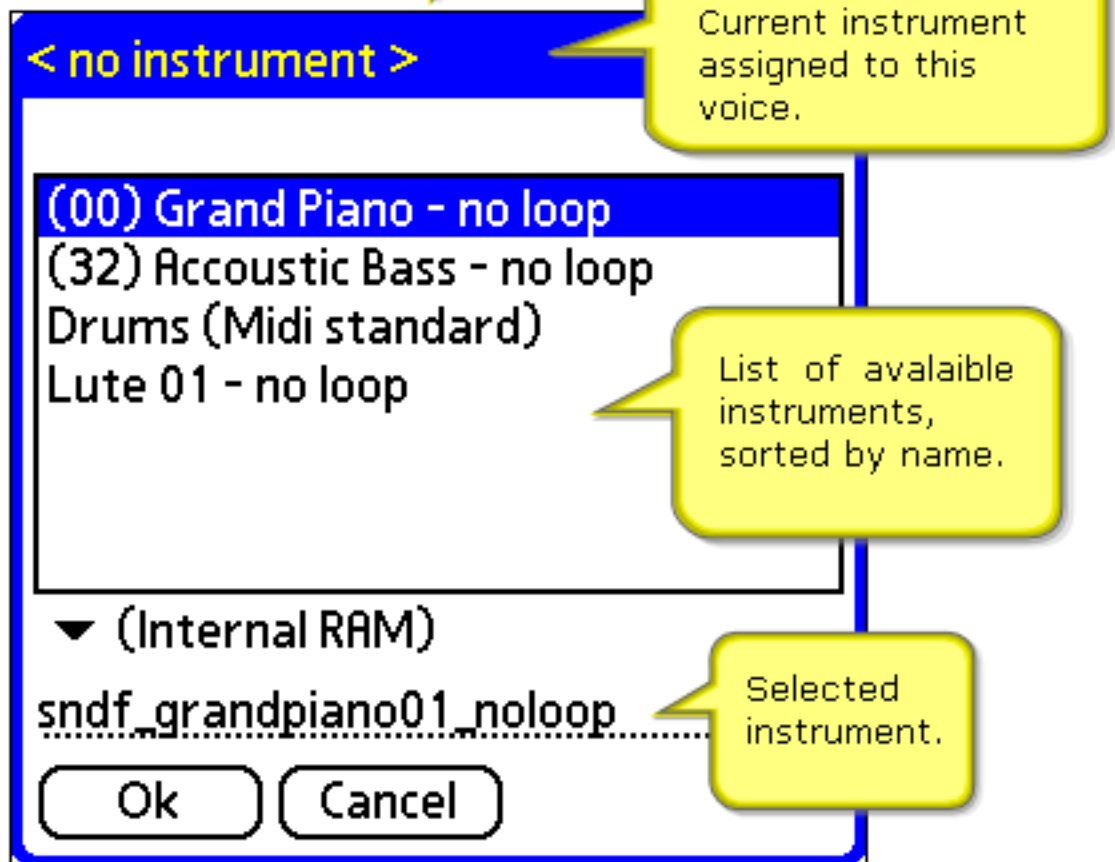 < no instrument >
Current instrument
assigned to this
voice.
(00) Grand Piano - no loop
(32) Accoustic Bass - no loop
Drums (Midi standard)
Lute 01 - no loop
List of avalaible
instruments,
sorted by name.
(Internal RAM)
sndf_grandpiano01_noloop
Selected
instrument.
Ok
Cancel